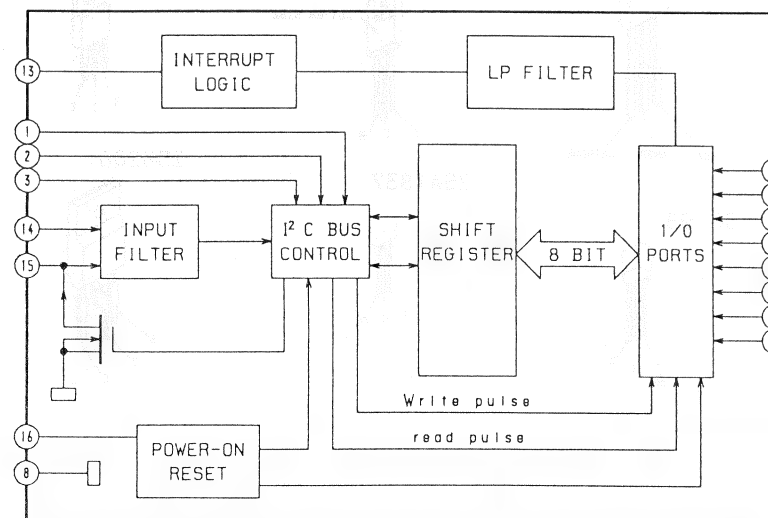 13
INTERRUPT
LOGIC
LP FILTER
1
2
3
14
15
INPUT
FILTER
I² C BUS
CONTROL
SHIFT
REGISTER
8 BIT
I/O
PORTS
Write pulse
read pulse
16
8
POWER-ON
RESET